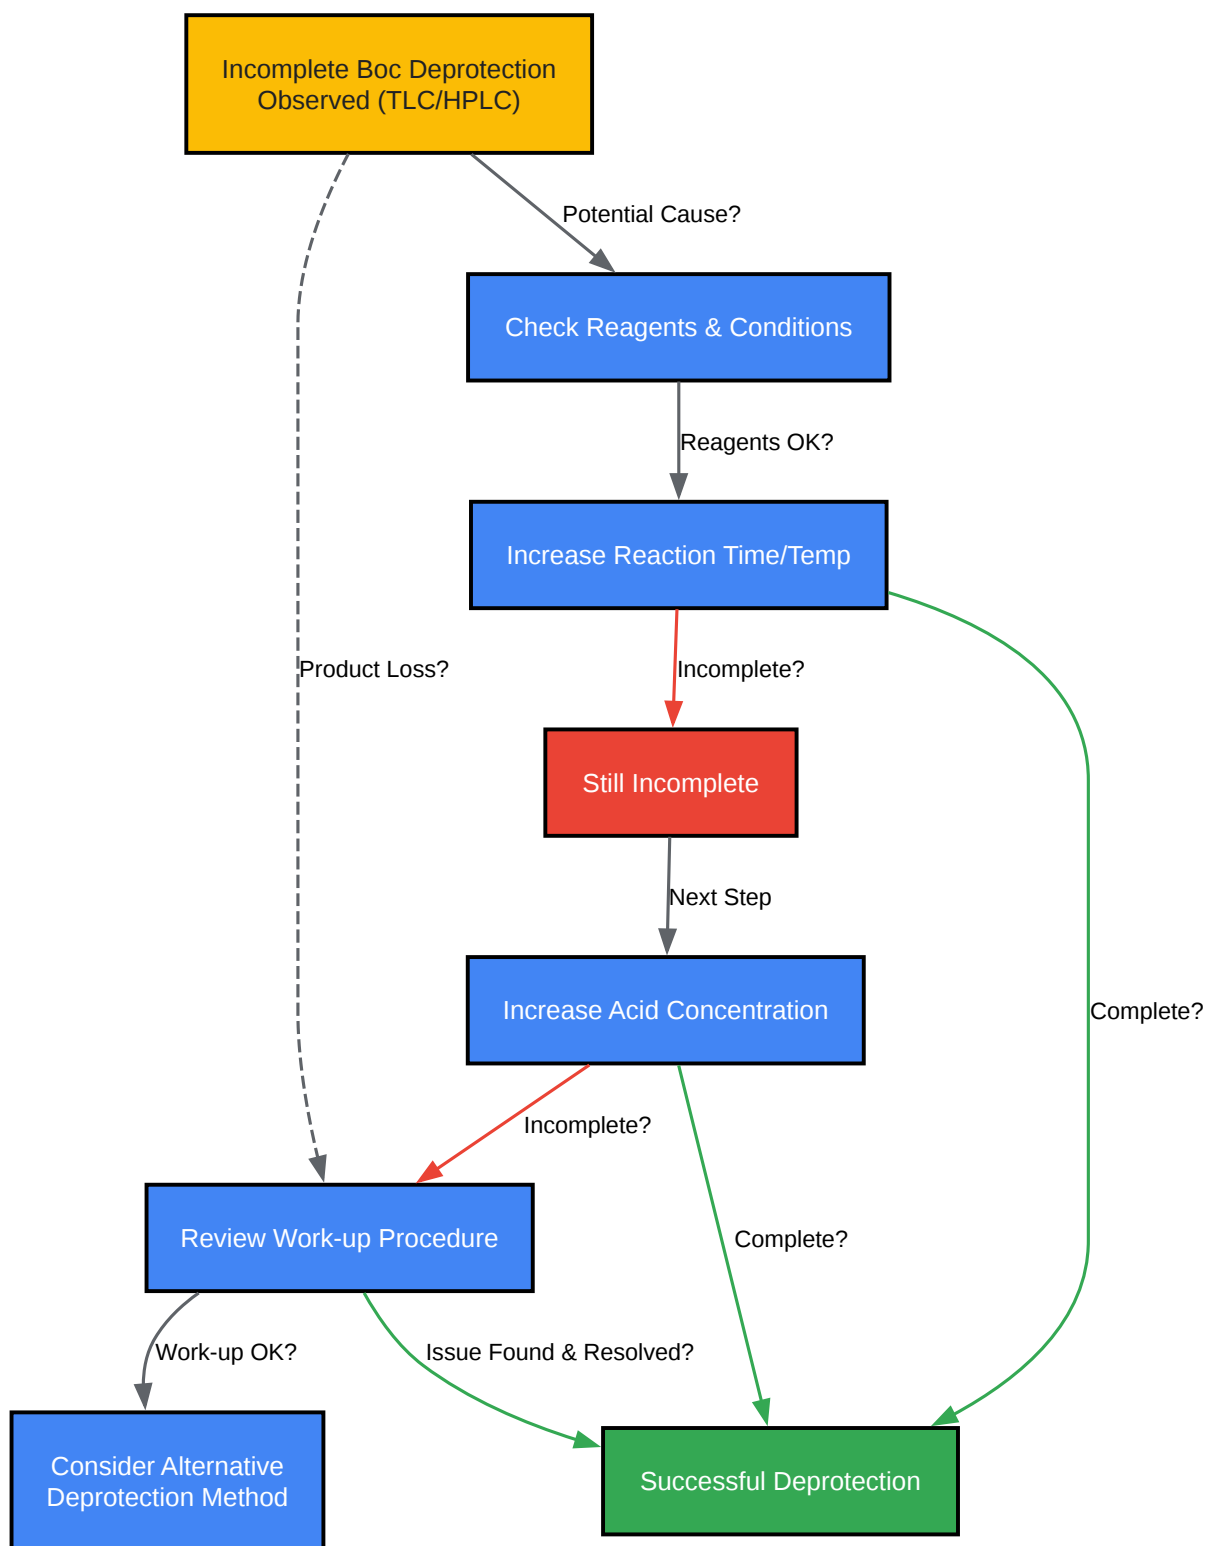 Incomplete Boc Deprotection
Observed (TLC/HPLC)
Potential Cause?
Check Reagents & Conditions
Reagents OK?
Increase Reaction Time/Temp
Product Loss?
Incomplete?
Still Incomplete
Next Step
Increase Acid Concentration
Complete?
Incomplete?
Review Work-up Procedure
Complete?
Work-up OK?
Issue Found & Resolved?
Consider Alternative
Deprotection Method
Successful Deprotection